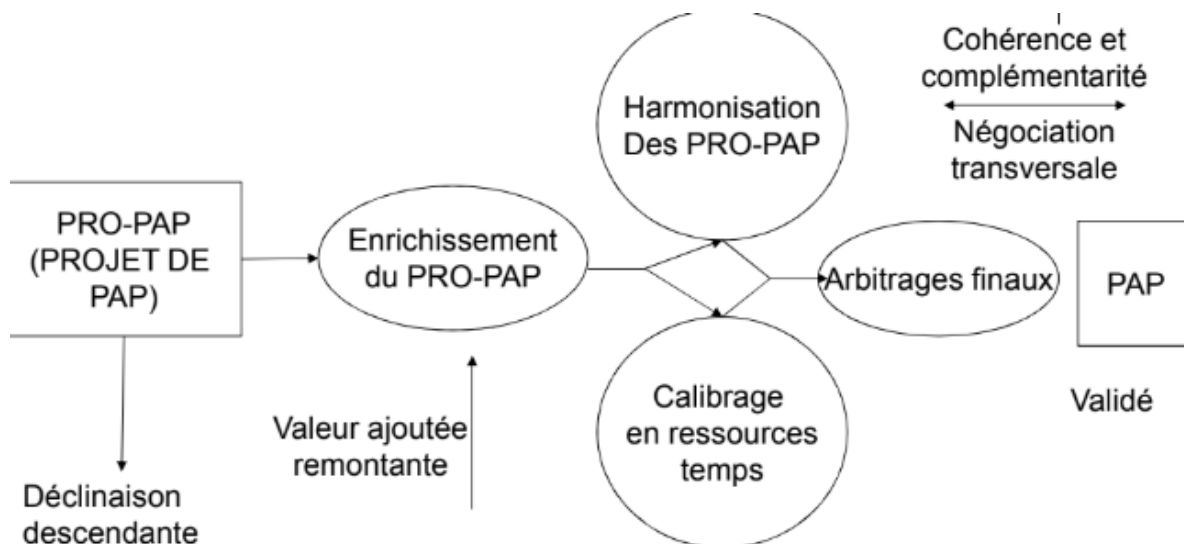 Cohérence et
complémentarité
Négociation
transversale
Harmonisation
Des PRO-PAP
PRO-PAP
(PROJET DE
PAP)
Enrichissement
du PRO-PAP
Arbitrages finaux
PAP
Validé
Calibrage
en ressources
temps
Valeur ajoutée
remontante
Déclinaison
descendante